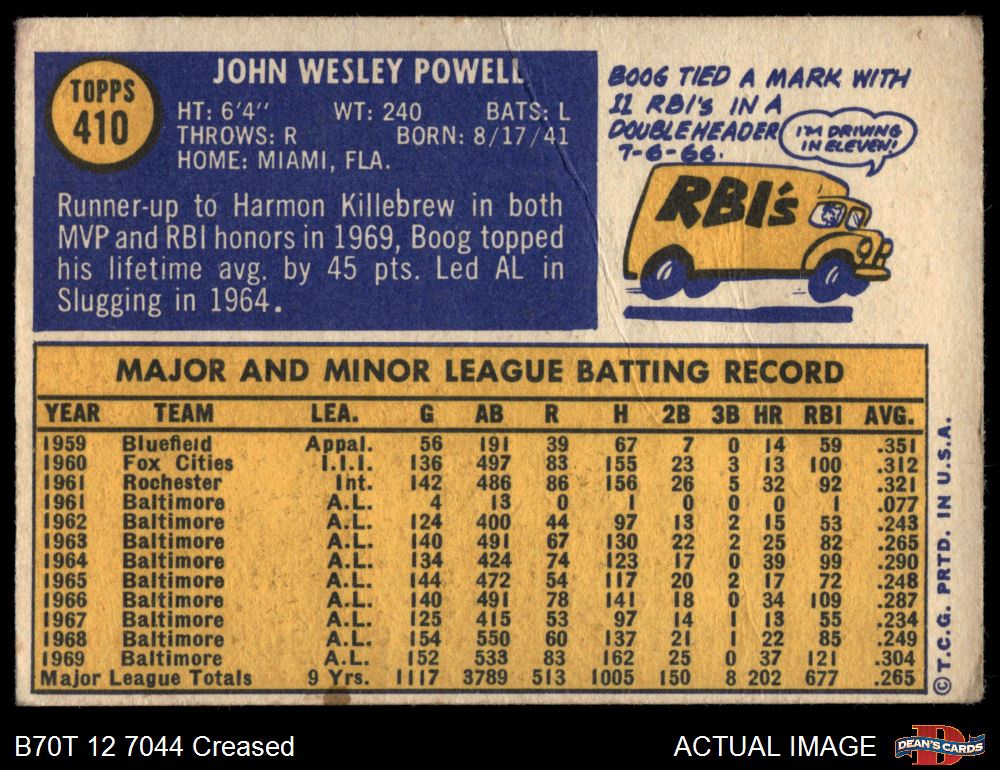 TOPPS
410
JOHN WESLEY POWELL
HT: 6'4" WT: 240 BATS: L
THROWS: R BORN: 8/17/41
HOME: MIAMI, FLA.
Runner-up to Harmon Killebrew in both
MVP and RBI honors in 1969, Boog topped
his lifetime avg. by 45 pts. Led AL in
Slugging in 1964.
BOOG TIED A MARK WITH
11 RBI's IN A
DOUBLEHEADER
7-6-66.
I'M DRIVING
IN ELEVEN!
RBI's
MAJOR AND MINOR LEAGUE BATTING RECORD
YEAR TEAM LEA. G AB R H 2B 3B HR RBI AVG.
1959 Bluefield Appal. 56 191 39 67 7 0 14 59 .351
1960 Fox Cities I.I.I. 136 497 83 155 23 3 13 100 .312
1961 Rochester Int. 142 486 86 156 26 5 32 92 .321
1961 Baltimore A.L. 4 13 0 1 0 0 0 1 .077
1962 Baltimore A.L. 124 400 44 97 13 2 15 53 .243
1963 Baltimore A.L. 140 491 67 130 22 2 25 82 .265
1964 Baltimore A.L. 134 424 74 123 17 0 39 99 .290
1965 Baltimore A.L. 144 472 54 117 20 2 17 72 .248
1966 Baltimore A.L. 140 491 78 141 18 0 34 109 .287
1967 Baltimore A.L. 125 415 53 97 14 1 13 55 .234
1968 Baltimore A.L. 154 550 60 137 21 1 22 85 .249
1969 Baltimore A.L. 152 533 83 162 25 0 37 121 .304
Major League Totals 9 Yrs. 1117 3789 513 1005 150 8 202 677 .265
© T.C.G. PRTD. IN U.S.A.
B70T 12 7044 Creased
ACTUAL IMAGE
DEAN'S CARDS